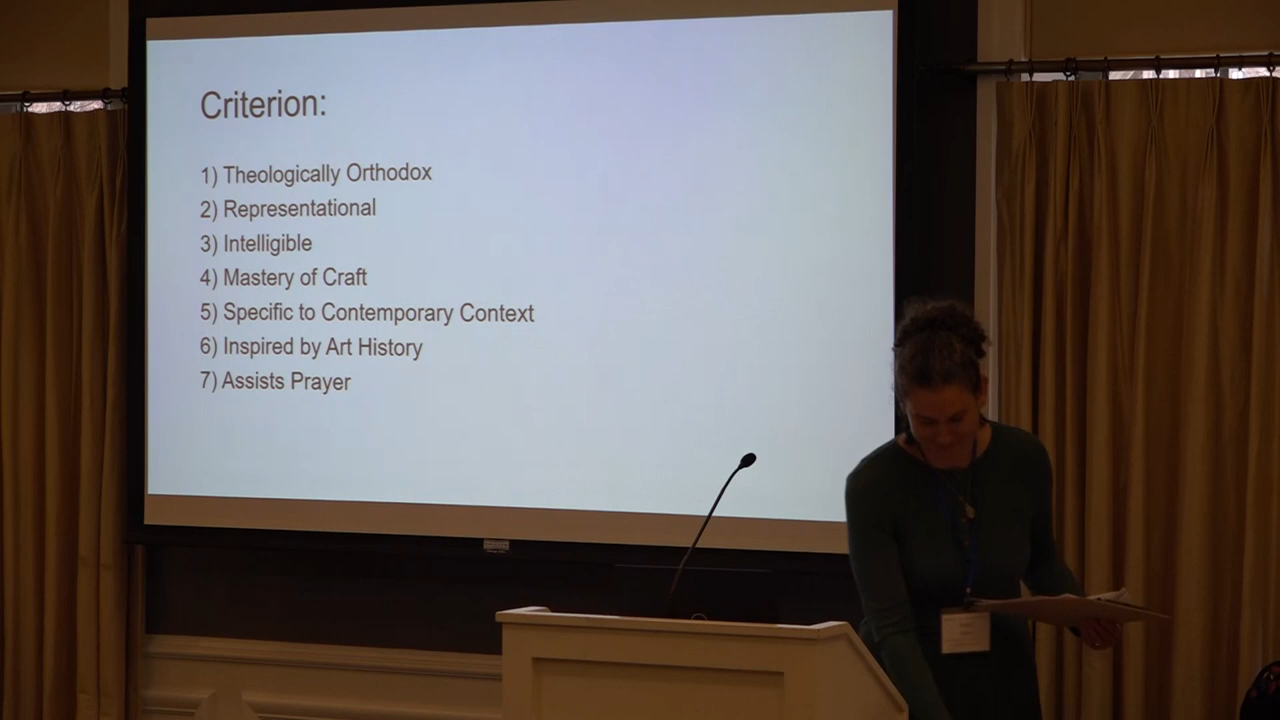 Criterion:
1) Theologically Orthodox
2) Representational
3) Intelligible
4) Mastery of Craft
5) Specific to Contemporary Context
6) Inspired by Art History
7) Assists Prayer